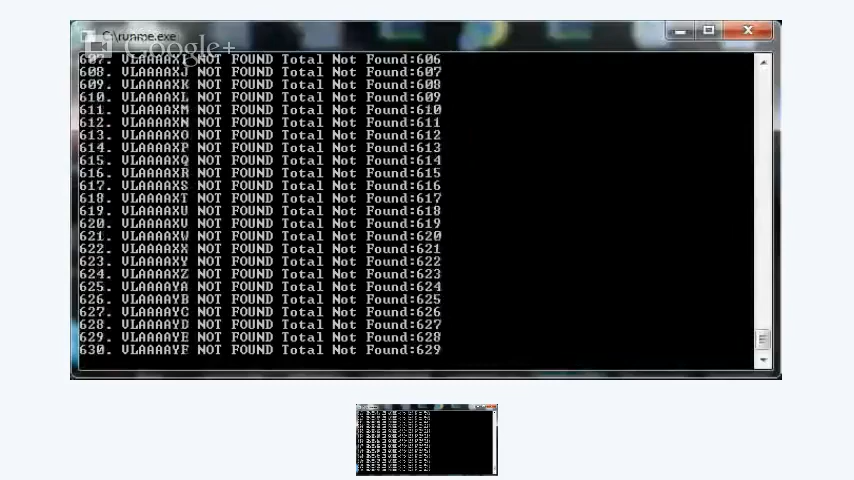 C:\runme.exe
Google+
607. VLAAAAXI NOT FOUND Total Not Found:606
608. VLAAAAXJ NOT FOUND Total Not Found:607
609. VLAAAAXK NOT FOUND Total Not Found:608
610. VLAAAAXL NOT FOUND Total Not Found:609
611. VLAAAAXM NOT FOUND Total Not Found:610
612. VLAAAAXN NOT FOUND Total Not Found:611
613. VLAAAAXO NOT FOUND Total Not Found:612
614. VLAAAAXP NOT FOUND Total Not Found:613
615. VLAAAAXQ NOT FOUND Total Not Found:614
616. VLAAAAXR NOT FOUND Total Not Found:615
617. VLAAAAXS NOT FOUND Total Not Found:616
618. VLAAAAXT NOT FOUND Total Not Found:617
619. VLAAAAXU NOT FOUND Total Not Found:618
620. VLAAAAXV NOT FOUND Total Not Found:619
621. VLAAAAXW NOT FOUND Total Not Found:620
622. VLAAAAXX NOT FOUND Total Not Found:621
623. VLAAAAXY NOT FOUND Total Not Found:622
624. VLAAAAXZ NOT FOUND Total Not Found:623
625. VLAAAAYA NOT FOUND Total Not Found:624
626. VLAAAAYB NOT FOUND Total Not Found:625
627. VLAAAAYC NOT FOUND Total Not Found:626
628. VLAAAAYD NOT FOUND Total Not Found:627
629. VLAAAAYE NOT FOUND Total Not Found:628
630. VLAAAAYF NOT FOUND Total Not Found:629